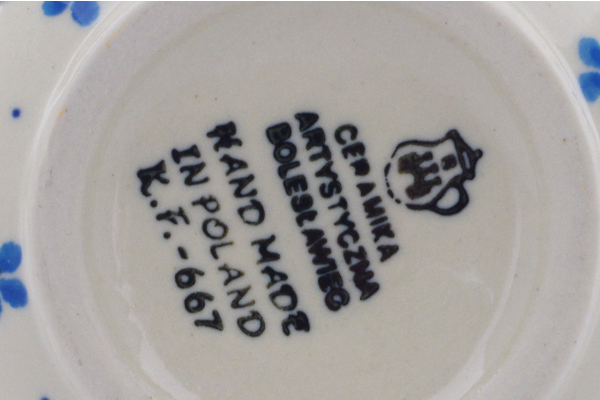 CERAMIKA
ARTYSTYCZNA
BOLESŁAWIEC
HAND MADE
IN POLAND
K.F.-667